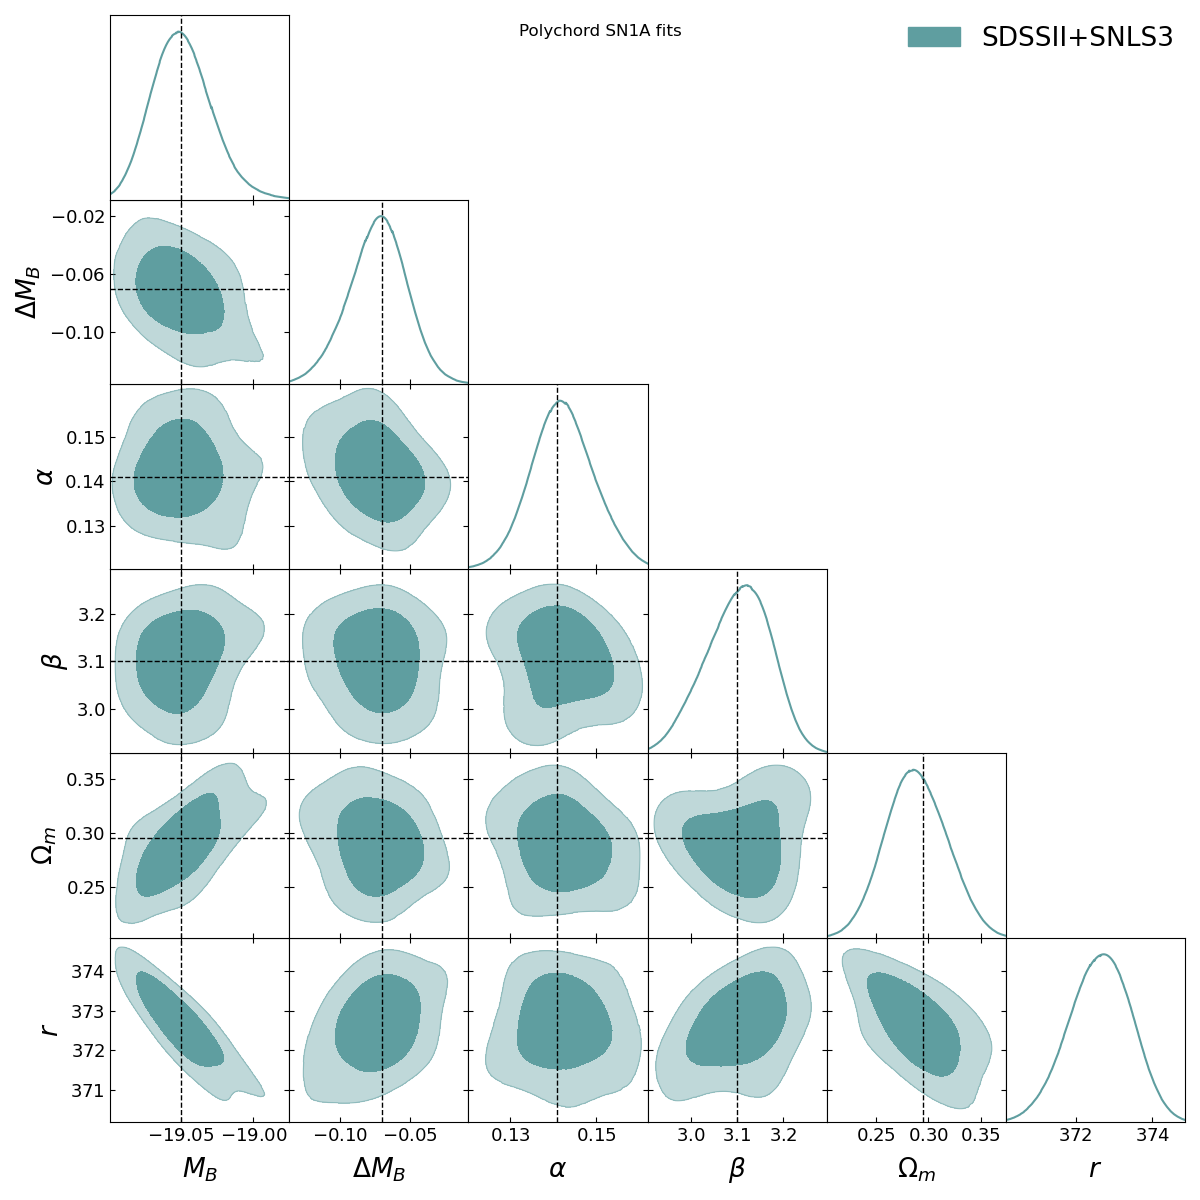 Polychord SN1A fits
SDSSII+SNLS3
ΔM_B
−0.02
−0.06
−0.10
α
0.15
0.14
0.13
β
3.2
3.1
3.0
Ω_m
0.35
0.30
0.25
r
374
373
372
371
−19.05 −19.00 −0.10 −0.05 0.13 0.15 3.0 3.1 3.2 0.25 0.30 0.35 372 374
M_B ΔM_B α β Ω_m r